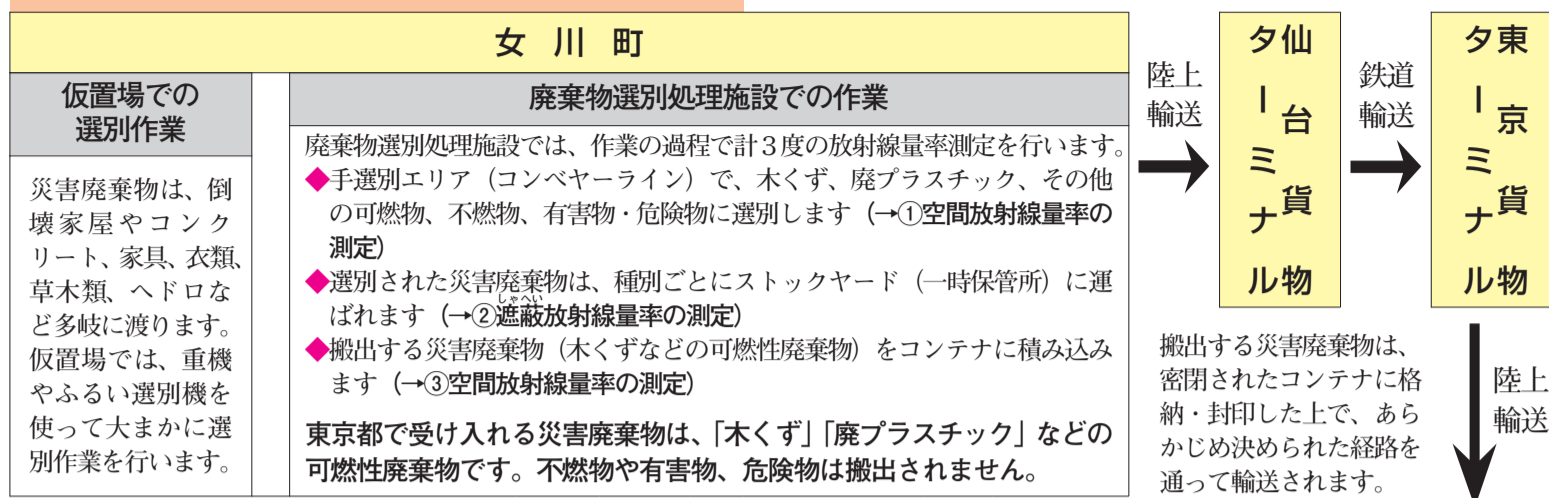 女川町
仮置場での
選別作業
災害廃棄物は、倒
壊家屋やコンク
リート、家具、衣類、
草木類、ヘドロな
ど多岐に渡ります。
仮置場では、重機
やふるい選別機を
使って大まかに選
別作業を行います。
廃棄物選別処理施設での作業
廃棄物選別処理施設では、作業の過程で計3度の放射線量率測定を行います。
◆手選別エリア（コンベヤーライン）で、木くず、廃プラスチック、その他
の可燃物、不燃物、有害物・危険物に選別します（→①空間放射線量率の
測定）
◆選別された災害廃棄物は、種別ごとにストックヤード（一時保管所）に運
しゃへい
ばれます（→②遮蔽放射線量率の測定）
◆搬出する災害廃棄物（木くずなどの可燃性廃棄物）をコンテナに積み込み
ます（→③空間放射線量率の測定）
東京都で受け入れる災害廃棄物は、「木くず」「廃プラスチック」などの
可燃性廃棄物です。不燃物や有害物、危険物は搬出されません。
陸上
輸送
仙台貨物
ターミナル
鉄道
輸送
東京貨物
ターミナル
搬出する災害廃棄物は、
密閉されたコンテナに格
納・封印した上で、あら
かじめ決められた経路を
通って輸送されます。
陸上
輸送